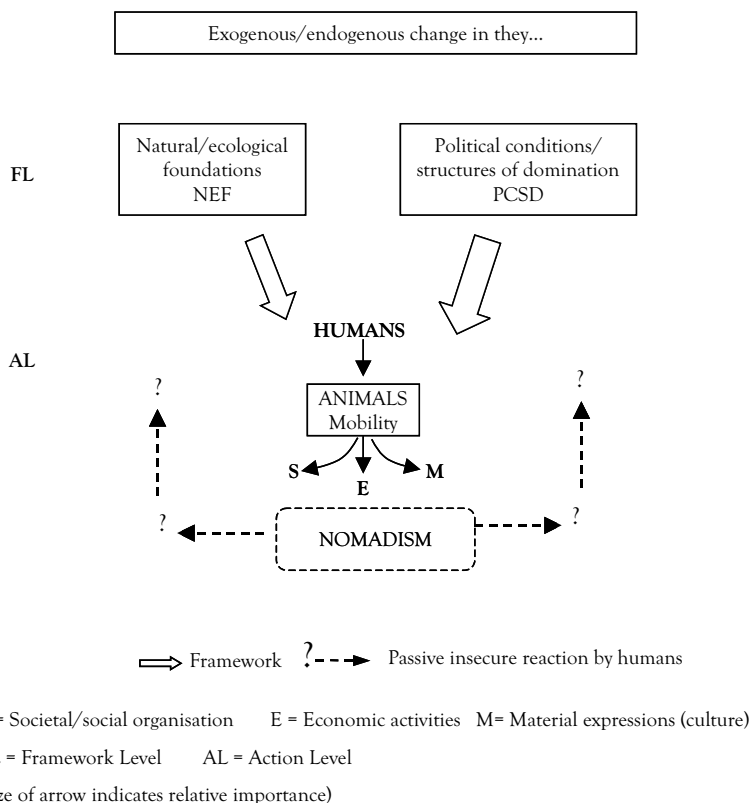 Exogenous/endogenous change in they...
Natural/ecological
foundations
NEF
Political conditions/
structures of domination
PCSD
FL
HUMANS
AL
?
?
ANIMALS
Mobility
S
E
M
?
?
NOMADISM
Framework ? Passive insecure reaction by humans
= Societal/social organisation E = Economic activities M= Material expressions (culture)
= Framework Level AL = Action Level
ze of arrow indicates relative importance)